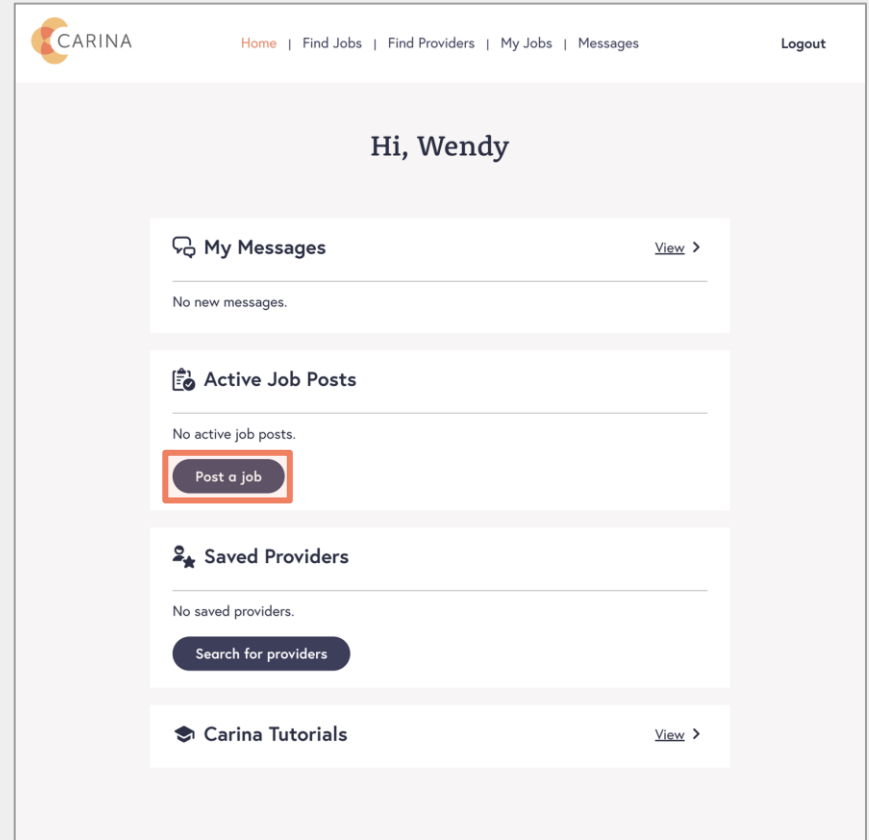 CARINA
Home | Find Jobs | Find Providers | My Jobs | Messages
Logout
Hi, Wendy
My Messages
View >
No new messages.
Active Job Posts
No active job posts.
Post a job
Saved Providers
No saved providers.
Search for providers
Carina Tutorials
View >